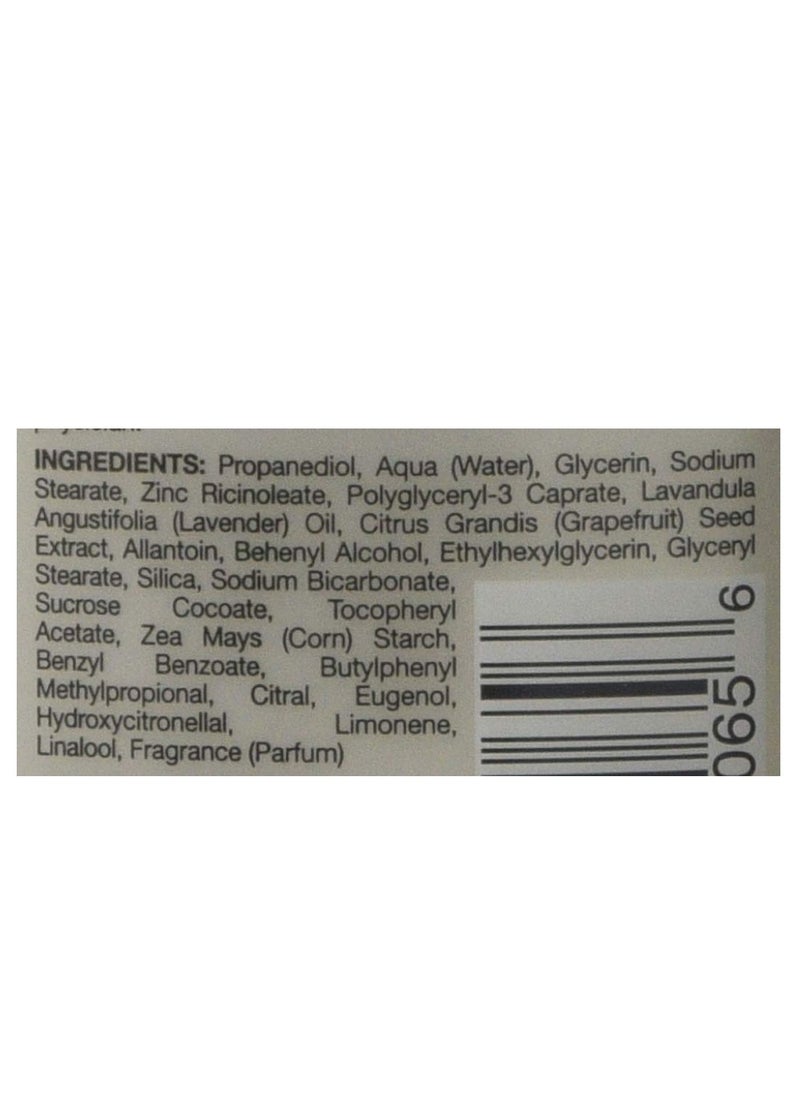 INGREDIENTS: Propanediol, Aqua (Water), Glycerin, Sodium
Stearate, Zinc Ricinoleate, Polyglyceryl-3 Caprate, Lavandula
Angustifolia (Lavender) Oil, Citrus Grandis (Grapefruit) Seed
Extract, Allantoin, Behenyl Alcohol, Ethylhexylglycerin, Glyceryl
Stearate, Silica, Sodium Bicarbonate,
Sucrose Cocoate, Tocopheryl
Acetate, Zea Mays (Corn) Starch,
Benzyl Benzoate, Butylphenyl
Methylpropional, Citral, Eugenol,
Hydroxycitronellal, Limonene,
Linalool, Fragrance (Parfum)
065 6